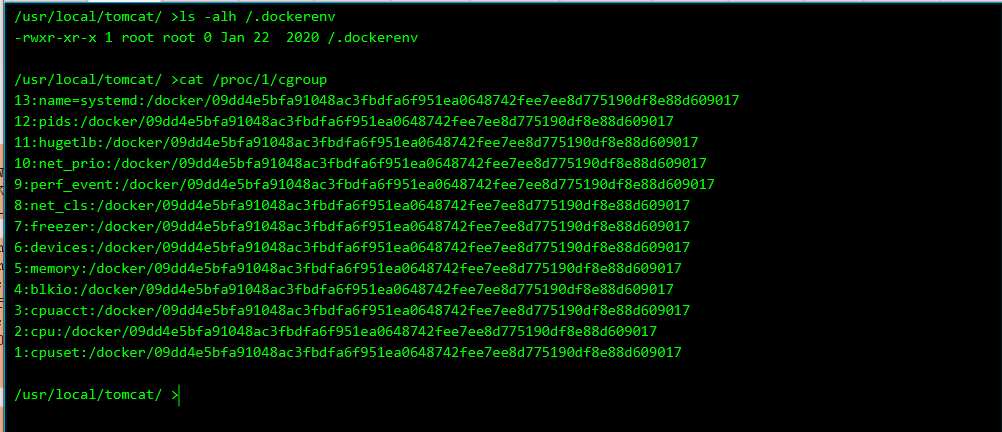 /usr/local/tomcat/ >ls -alh /.dockerenv
-rwxr-xr-x 1 root root 0 Jan 22  2020 /.dockerenv
/usr/local/tomcat/ >cat /proc/1/cgroup
13:name=systemd:/docker/09dd4e5bfa91048ac3fbdfa6f951ea0648742fee7ee8d775190df8e88d609017
12:pids:/docker/09dd4e5bfa91048ac3fbdfa6f951ea0648742fee7ee8d775190df8e88d609017
11:hugetlb:/docker/09dd4e5bfa91048ac3fbdfa6f951ea0648742fee7ee8d775190df8e88d609017
10:net_prio:/docker/09dd4e5bfa91048ac3fbdfa6f951ea0648742fee7ee8d775190df8e88d609017
9:perf_event:/docker/09dd4e5bfa91048ac3fbdfa6f951ea0648742fee7ee8d775190df8e88d609017
8:net_cls:/docker/09dd4e5bfa91048ac3fbdfa6f951ea0648742fee7ee8d775190df8e88d609017
7:freezer:/docker/09dd4e5bfa91048ac3fbdfa6f951ea0648742fee7ee8d775190df8e88d609017
6:devices:/docker/09dd4e5bfa91048ac3fbdfa6f951ea0648742fee7ee8d775190df8e88d609017
5:memory:/docker/09dd4e5bfa91048ac3fbdfa6f951ea0648742fee7ee8d775190df8e88d609017
4:blkio:/docker/09dd4e5bfa91048ac3fbdfa6f951ea0648742fee7ee8d775190df8e88d609017
3:cpuacct:/docker/09dd4e5bfa91048ac3fbdfa6f951ea0648742fee7ee8d775190df8e88d609017
2:cpu:/docker/09dd4e5bfa91048ac3fbdfa6f951ea0648742fee7ee8d775190df8e88d609017
1:cpuset:/docker/09dd4e5bfa91048ac3fbdfa6f951ea0648742fee7ee8d775190df8e88d609017
/usr/local/tomcat/ >